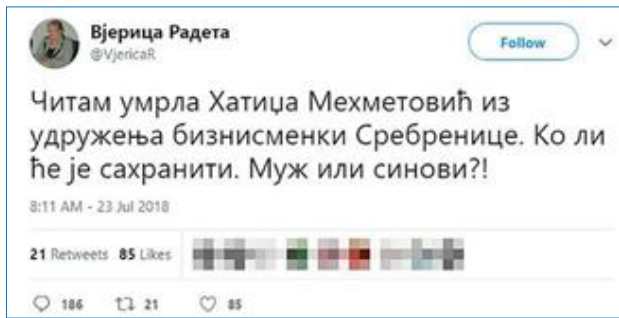 Вјерица Радета
@VjericaR
Follow
Читам умрла Хатиџа Мехметовић из
удружења бизнисменки Сребренице. Ко ли
ће је сахранити. Муж или синови?!
8:11 AM - 23 Jul 2018
21 Retweets 85 Likes
186 21 85